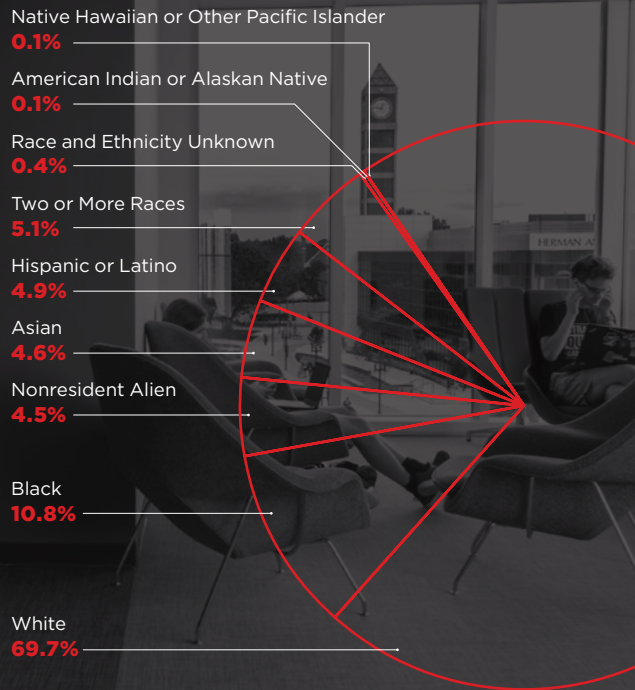 Native Hawaiian or Other Pacific Islander
0.1%
American Indian or Alaskan Native
0.1%
Race and Ethnicity Unknown
0.4%
Two or More Races
5.1%
Hispanic or Latino
4.9%
Asian
4.6%
Nonresident Alien
4.5%
Black
10.8%
White
69.7%
HERMAN